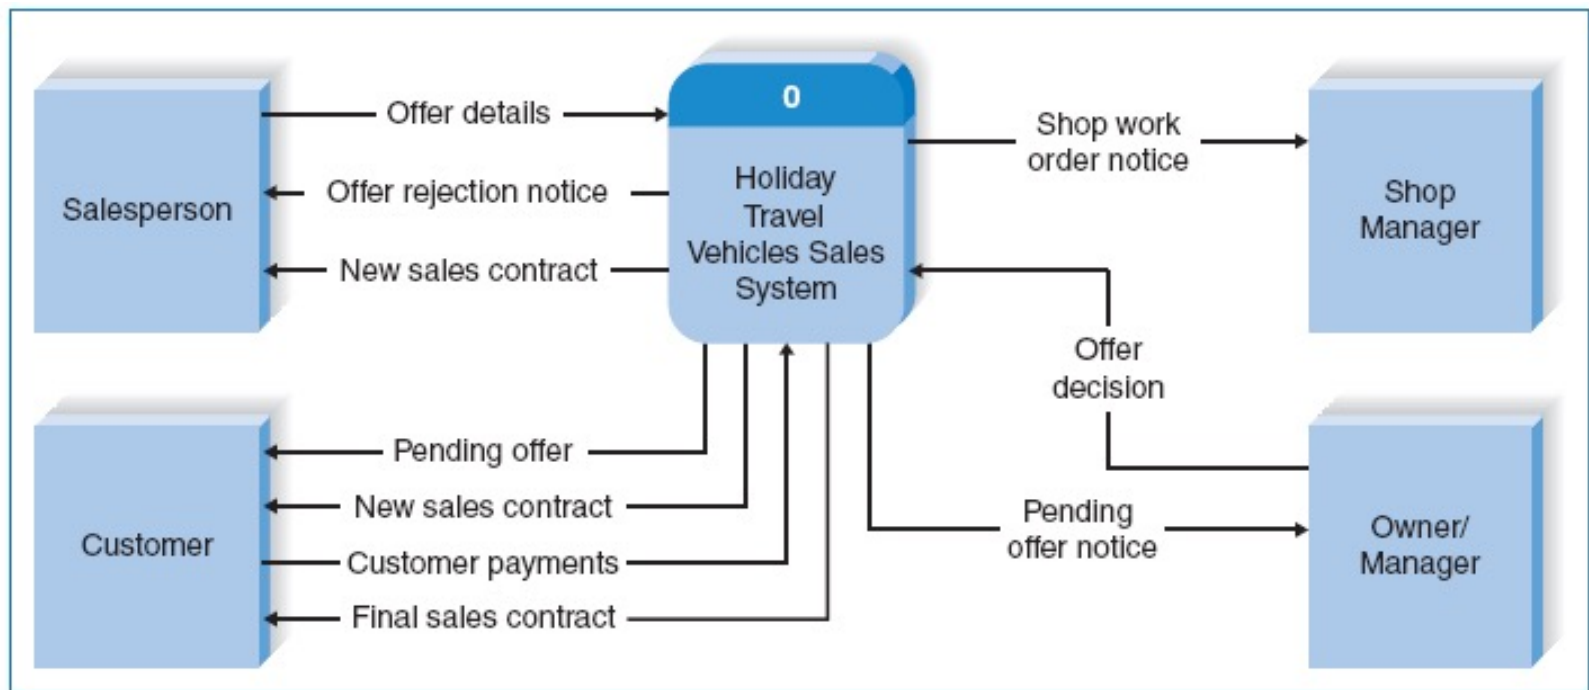 0
Holiday
Travel
Vehicles Sales
System
Salesperson
Offer details
Offer rejection notice
New sales contract
Shop work
order notice
Shop
Manager
Offer
decision
Customer
Pending offer
New sales contract
Customer payments
Final sales contract
Pending
offer notice
Owner/
Manager